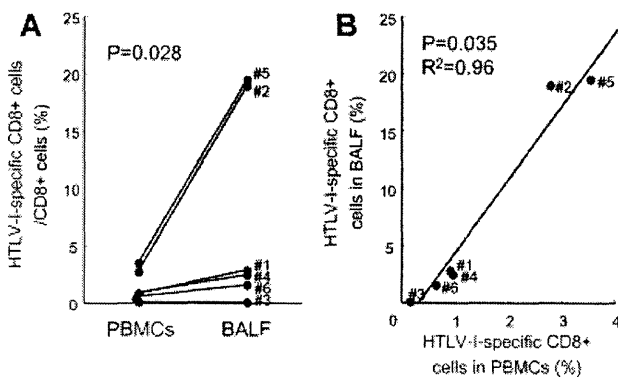 A
P=0.028
HTLV-I-specific CD8+ cells
/CD8+ cells (%)
25
20
15
10
5
0
#5
#2
#1
#4
#6
#3
PBMCs
BALF
B
P=0.035
R²=0.96
HTLV-I-specific CD8+
cells in BALF (%)
25
20
15
10
5
0
#2
#5
#1
#4
#6
#3
0
1
2
3
4
HTLV-I-specific CD8+
cells in PBMCs (%)